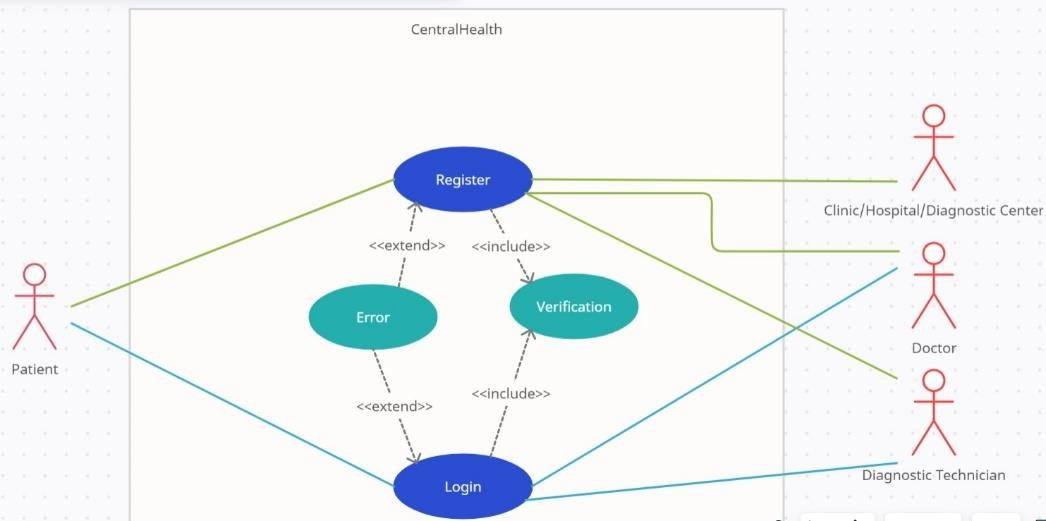 CentralHealth
Register
Clinic/Hospital/Diagnostic Center
<<extend>>
<<include>>
Verification
Error
Doctor
Patient
<<include>>
<<extend>>
Diagnostic Technician
Login